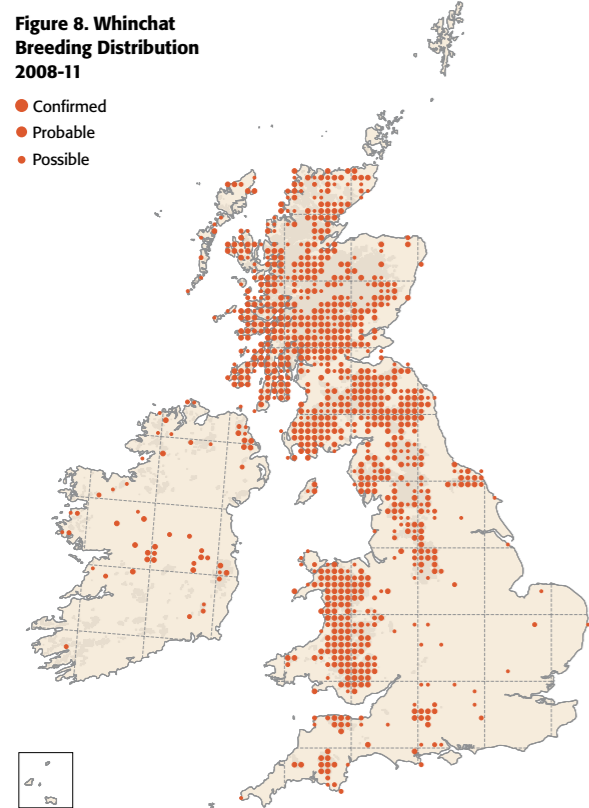 Figure 8. Whinchat
Breeding Distribution
2008-11
Confirmed
Probable
Possible